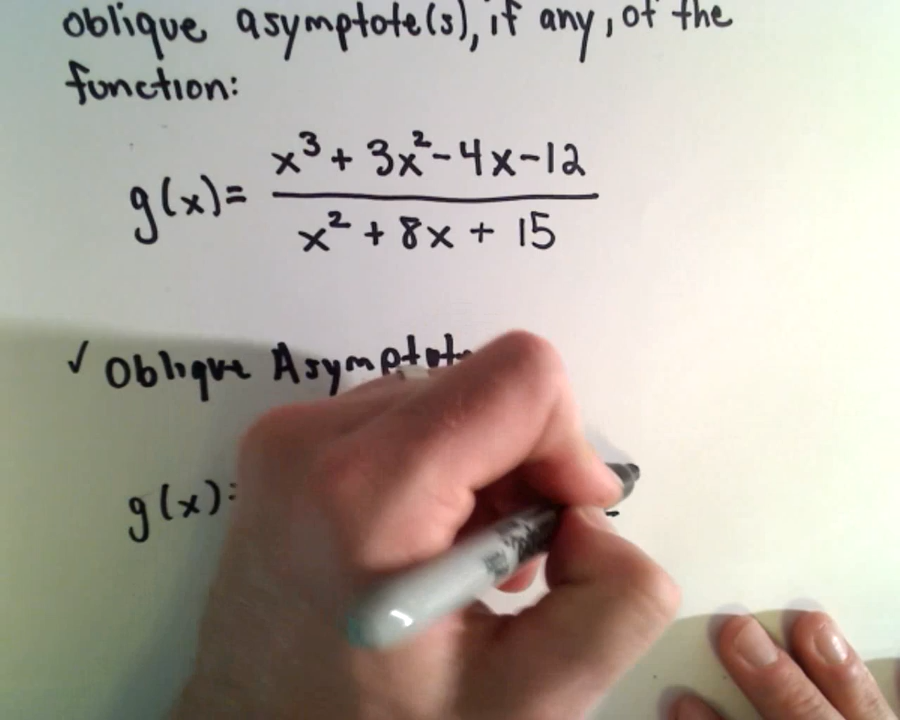 oblique asymptote(s), if any, of the
function:
g(x)= x³ + 3x² - 4x - 12
x² + 8x + 15
✓ Oblique
g(x)=